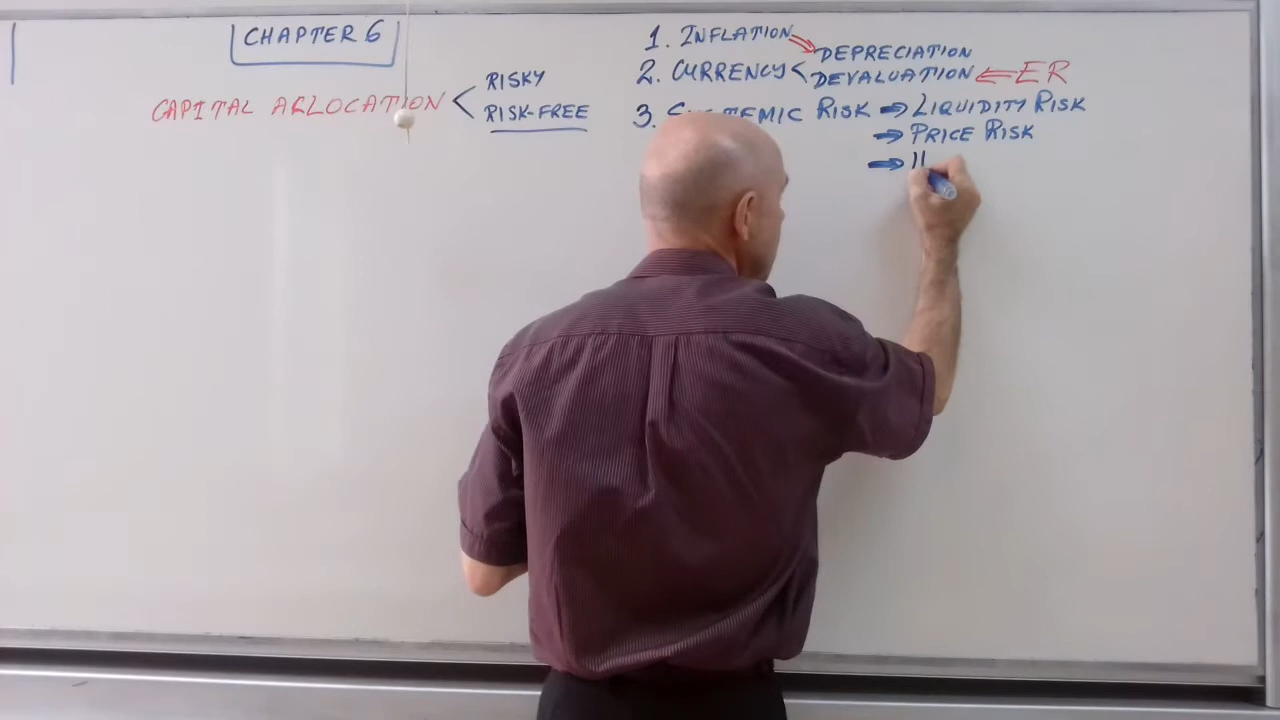 CHAPTER 6
CAPITAL ALLOCATION
RISKY
RISK-FREE
1. INFLATION
DEPRECIATION
2. CURRENCY
DEVALUATION
ER
3. RISK LIQUIDITY RISK
PRICE RISK